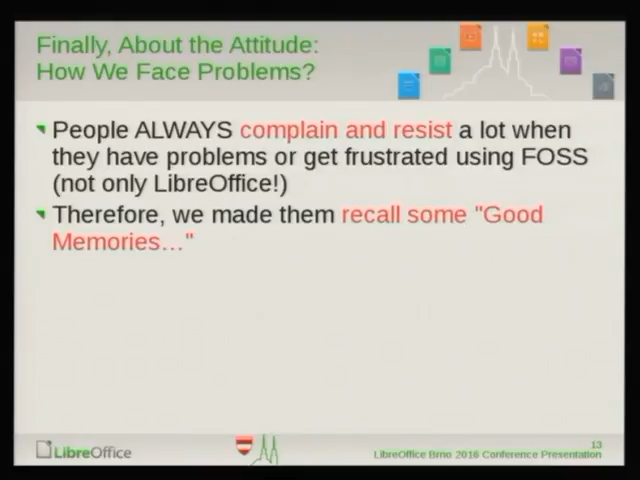 Finally, About the Attitude:
How We Face Problems?
People ALWAYS complain and resist a lot when
they have problems or get frustrated using FOSS
(not only LibreOffice!)
Therefore, we made them recall some "Good
Memories…"
LibreOffice
13
LibreOffice Brno 2016 Conference Presentation